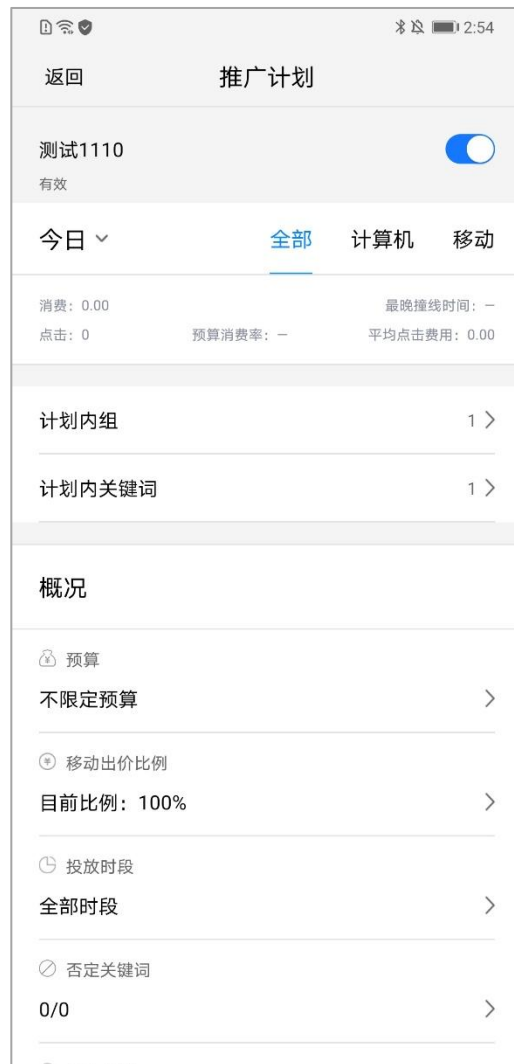 2:54
返回 推广计划
测试1110
有效
今日 全部 计算机 移动
消费：0.00 最晚撞线时间：—
点击：0 预算消费率：— 平均点击费用：0.00
计划内组 1
计划内关键词 1
概况
预算
不限定预算
移动出价比例
目前比例：100%
投放时段
全部时段
否定关键词
0/0